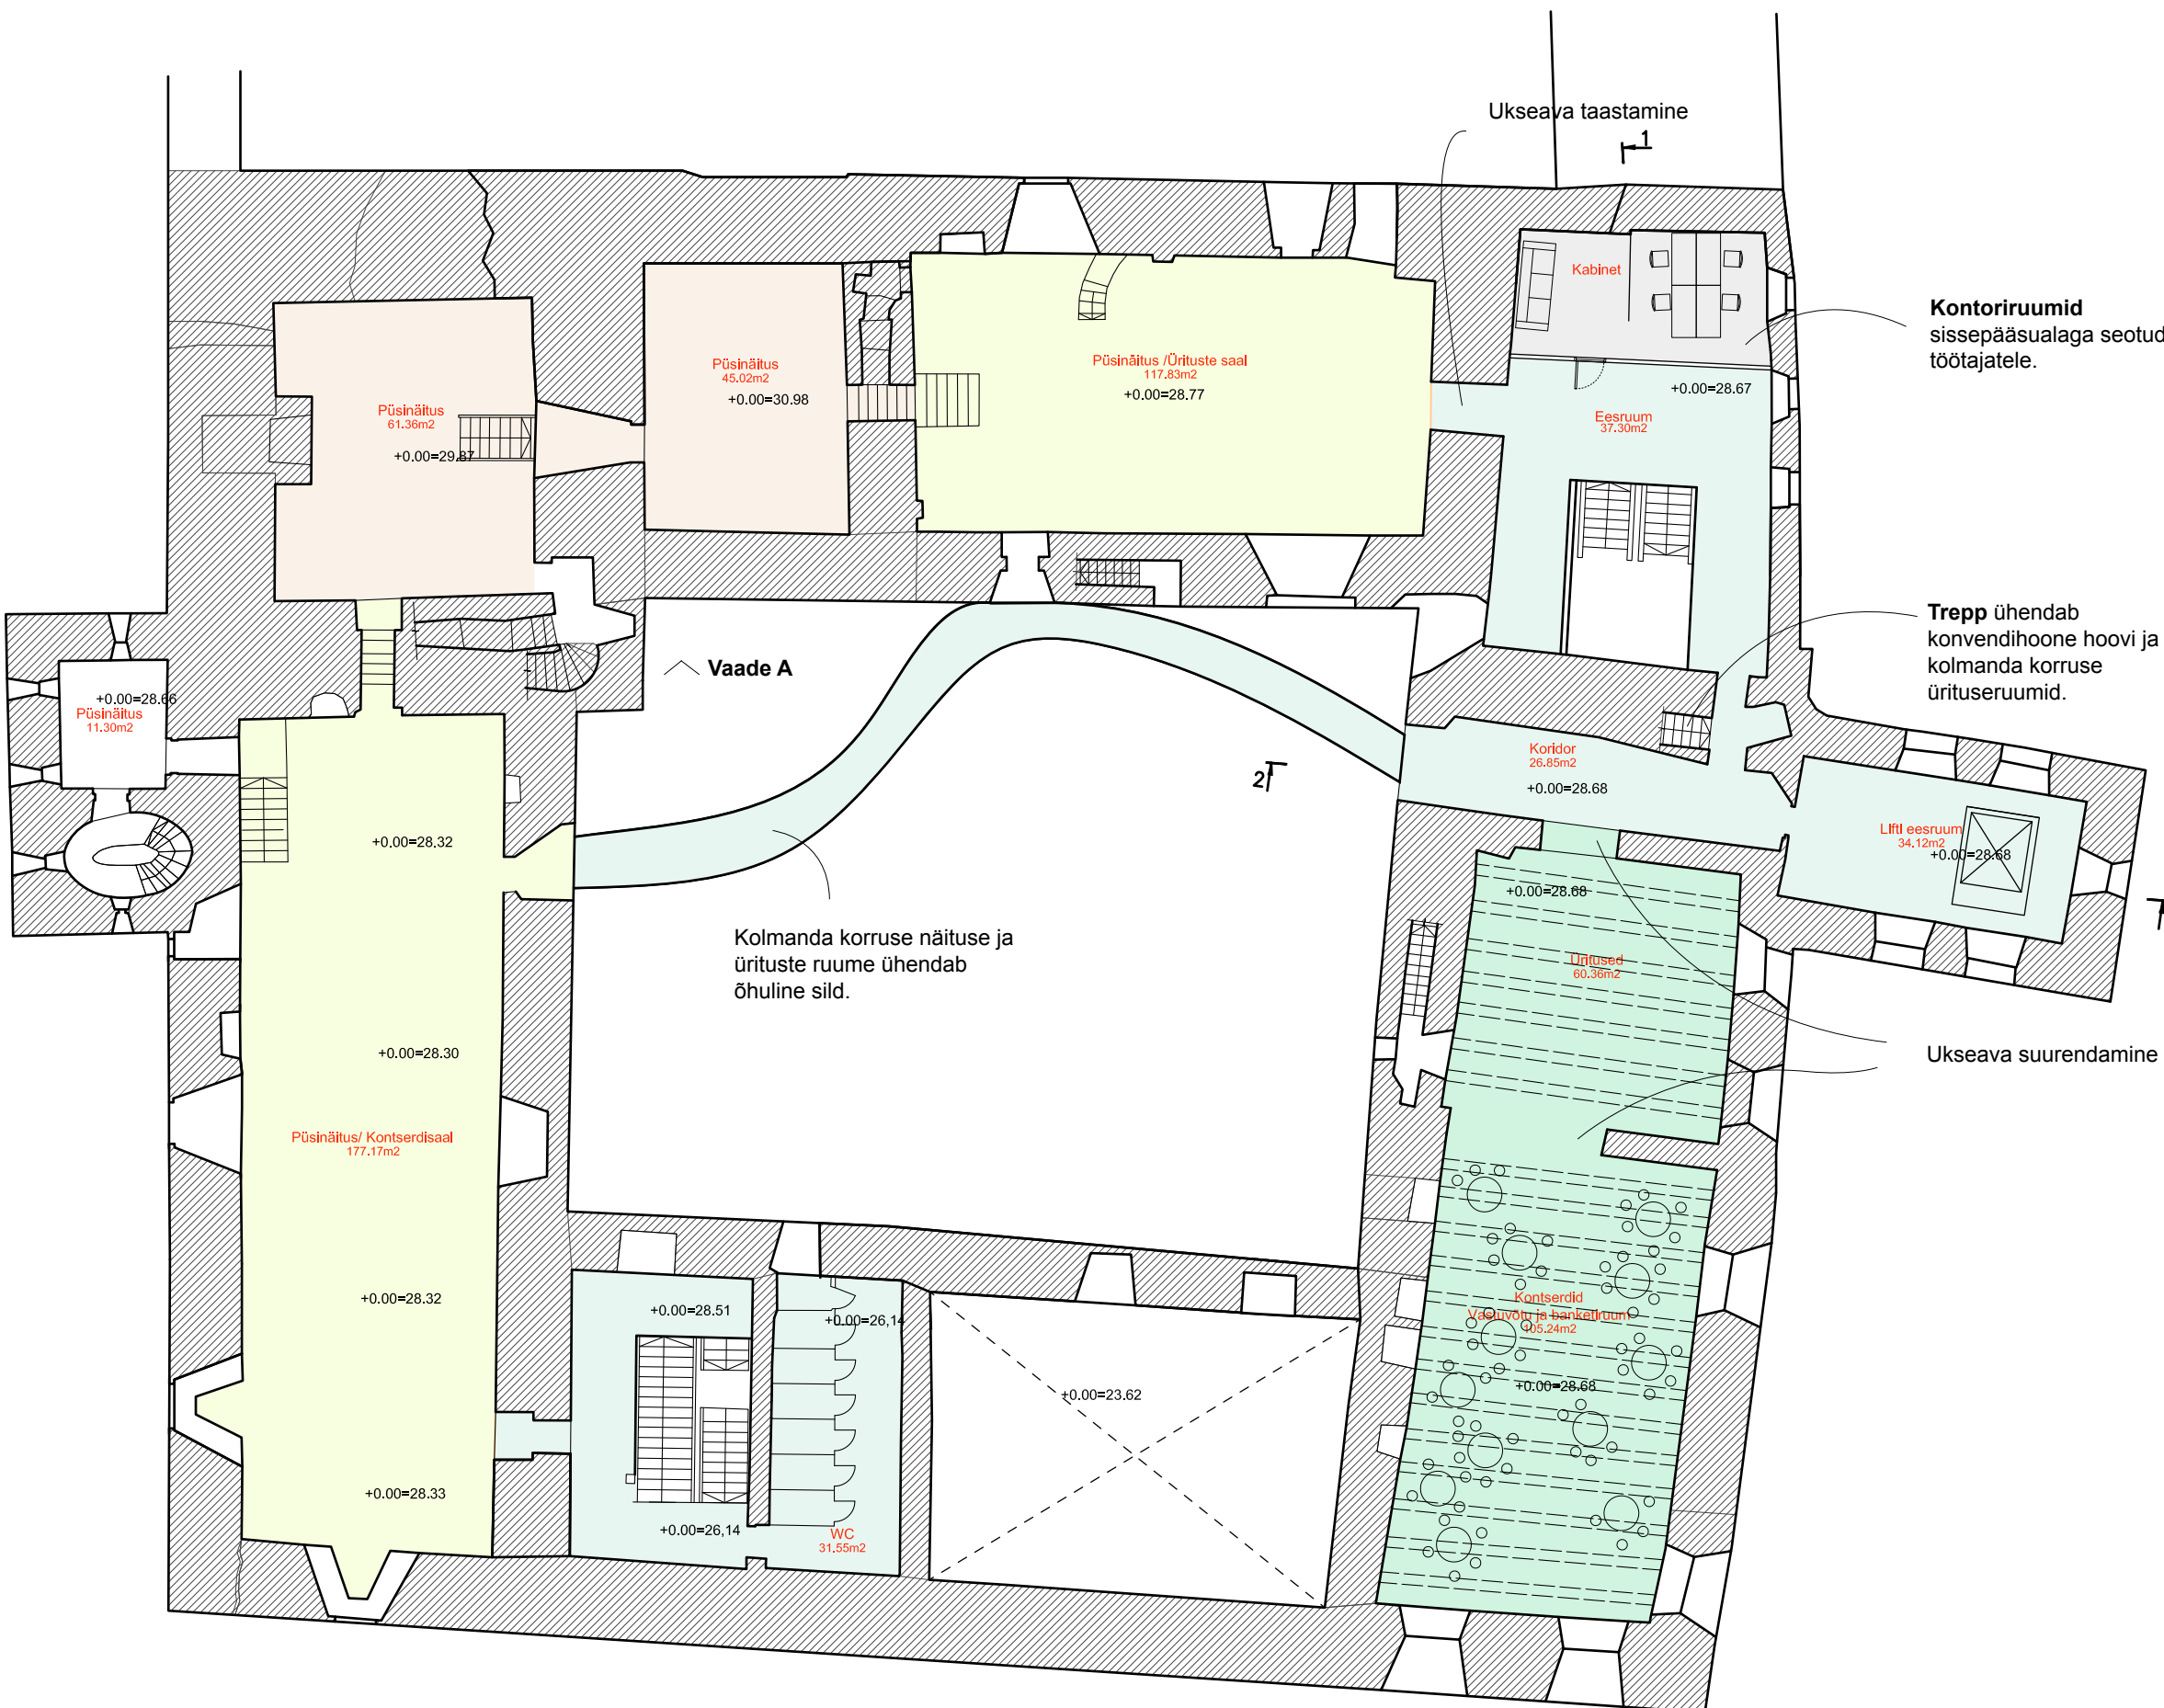 Ukseava taastamine
1
Kabinet
Kontoriruumid
sissepääsualaga seotud
töötajatele.
Püsinäitus
45.02m2
+0.00=30.98
Püsinäitus /Ürituste saal
117.83m2
+0.00=28.77
+0.00=28.67
Eesruum
37.30m2
Püsinäitus
61.36m2
+0.00=29.87
Trepp ühendab
konvendihoone hoovi ja
kolmanda korruse
ürituseruumid.
Vaade A
+0.00=28.66
Püsinäitus
11.30m2
Koridor
26.85m2
+0.00=28.68
2
Lifti eesruum
34.12m2
+0.00=28.68
+0.00=28.32
+0.00=28.68
Kolmanda korruse näituse ja
ürituste ruume ühendab
õhuline sild.
Üritused
60.36m2
+0.00=28.30
Ukseava suurendamine
Püsinäitus/ Kontserdisaal
177.17m2
+0.00=28.32
+0.00=28.51
+0.00=26,14
Kontserdid
Vastuvõtu ja banketiruum
105.24m2
+0.00=28.68
+0.00=23.62
+0.00=28.33
+0.00=26,14
WC
31.55m2